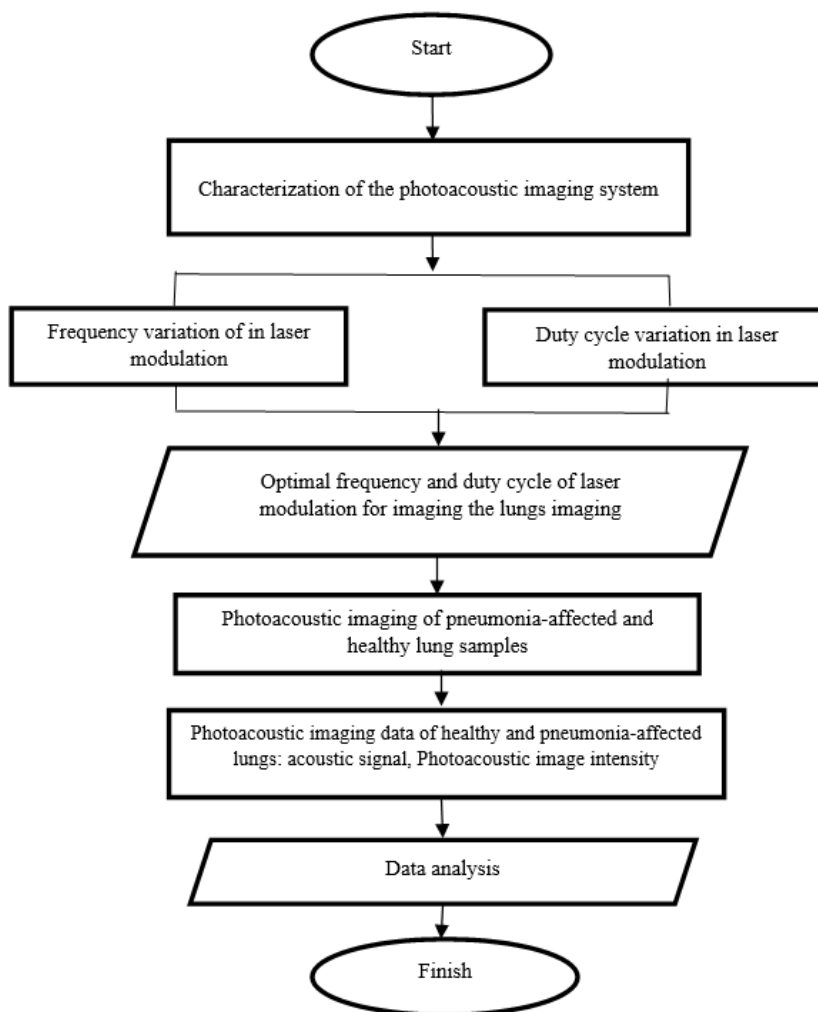 Start
Characterization of the photoacoustic imaging system
Frequency variation of in laser
modulation
Duty cycle variation in laser
modulation
Optimal frequency and duty cycle of laser
modulation for imaging the lungs imaging
Photoacoustic imaging of pneumonia-affected and
healthy lung samples
Photoacoustic imaging data of healthy and pneumonia-affected
lungs: acoustic signal, Photoacoustic image intensity
Data analysis
Finish